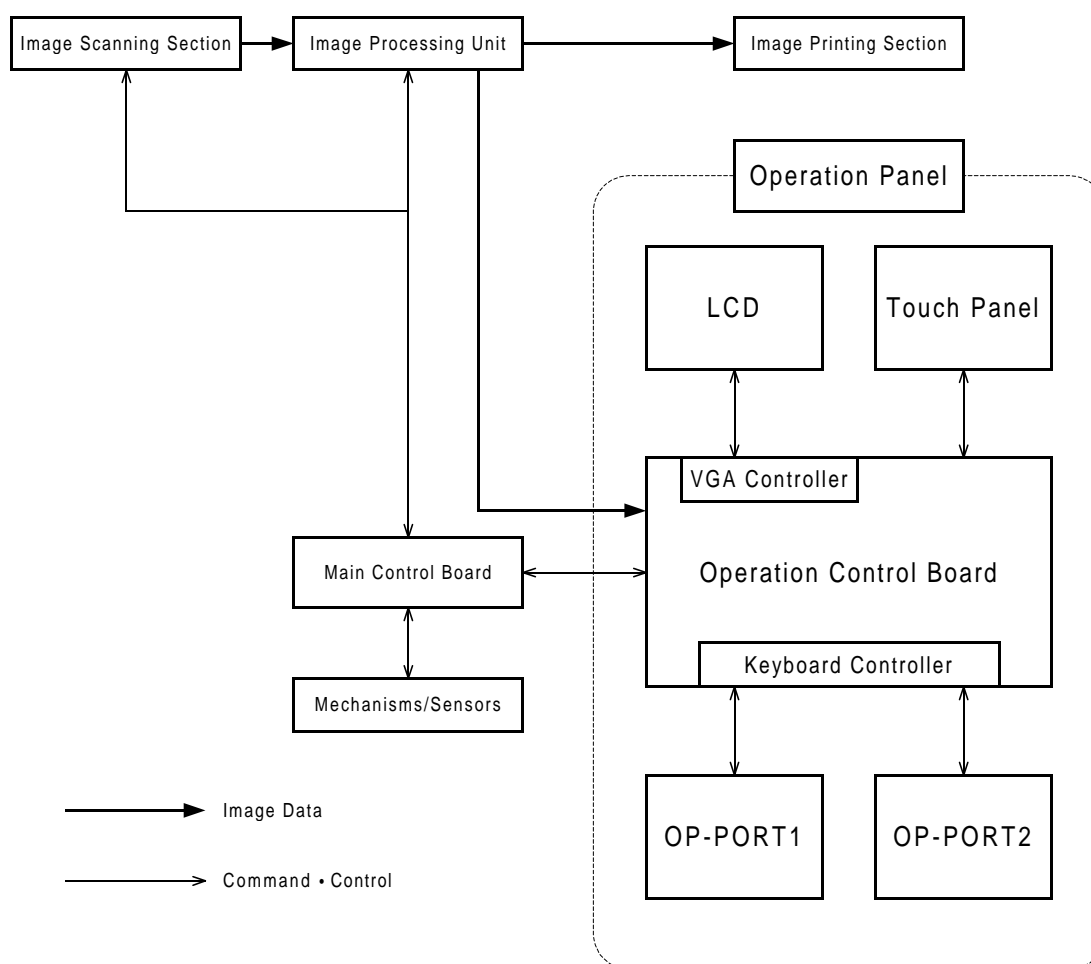 Image Scanning Section
Image Processing Unit
Image Printing Section
Operation Panel
LCD
Touch Panel
VGA Controller
Operation Control Board
Main Control Board
Keyboard Controller
Mechanisms/Sensors
OP-PORT1
OP-PORT2
Image Data
Command • Control